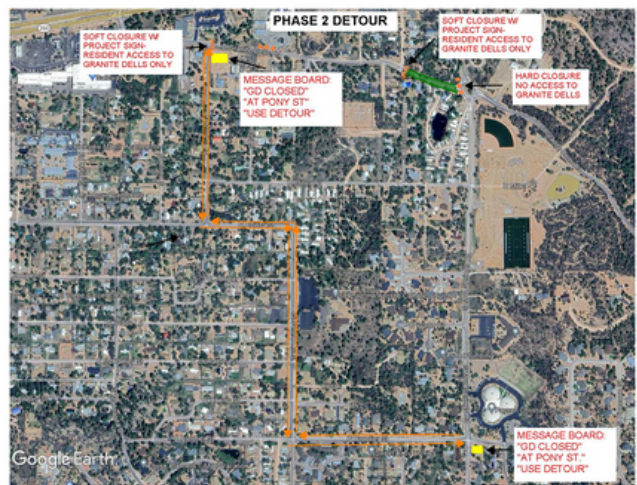 PHASE 2 DETOUR
SOFT CLOSURE W/
PROJECT SIGN-
RESIDENT ACCESS TO
GRANITE DELLS ONLY
SOFT CLOSURE W/
PROJECT SIGN-
RESIDENT ACCESS TO
GRANITE DELLS ONLY
MESSAGE BOARD:
"GD CLOSED"
"AT PONY ST"
"USE DETOUR"
HARD CLOSURE
NO ACCESS TO
GRANITE DELLS
MESSAGE BOARD:
"GD CLOSED"
"AT PONY ST."
"USE DETOUR"
Google Earth